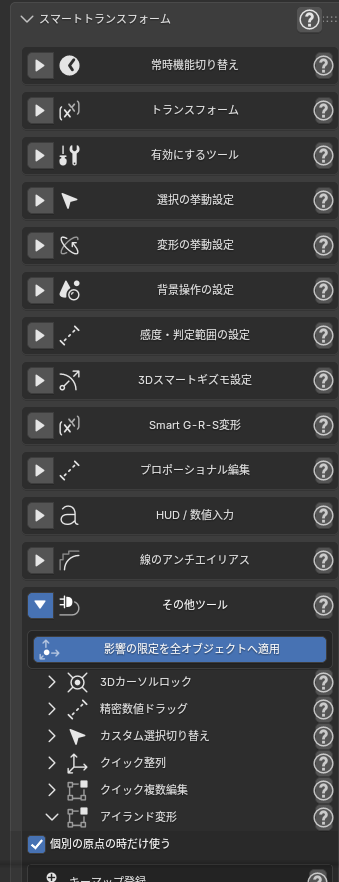 スマートトランスフォーム
常時機能切り替え
トランスフォーム
有効にするツール
選択の挙動設定
変形の挙動設定
背景操作の設定
感度・判定範囲の設定
3Dスマートギズモ設定
Smart G-R-S変形
プロポーショナル編集
HUD / 数値入力
線のアンチエイリアス
その他ツール
影響の限定を全オブジェクトへ適用
3Dカーソルロック
精密数値ドラッグ
カスタム選択切り替え
クイック整列
クイック複数編集
アイランド変形
個別の原点の時だけ使う
キーマップ登録